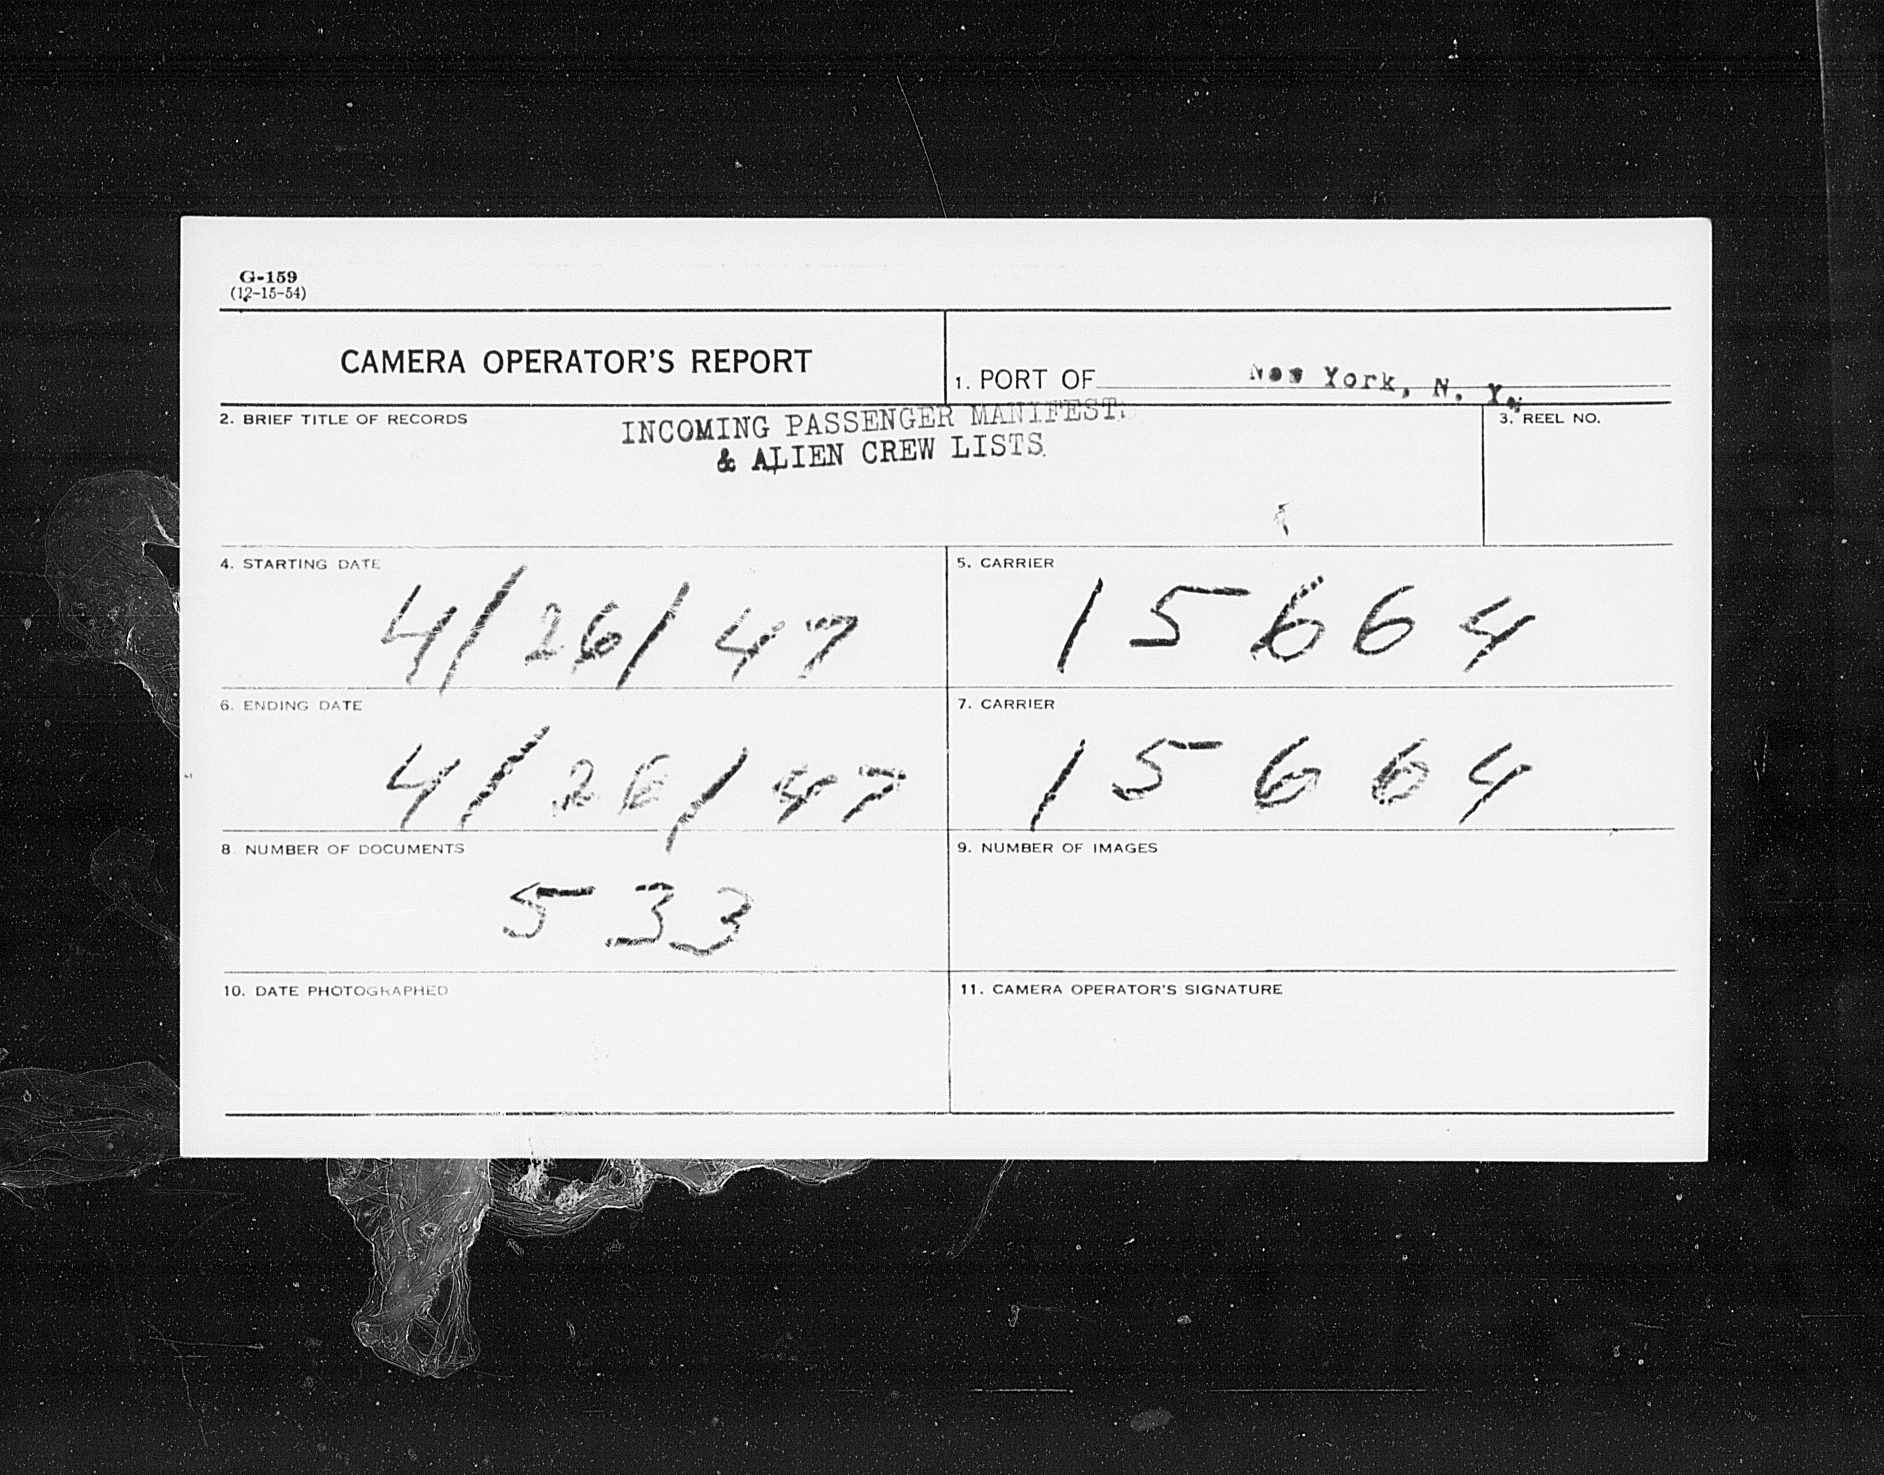 G-159
(12-15-54)
CAMERA OPERATOR'S REPORT
1. PORT OF New York, N. Y.
2. BRIEF TITLE OF RECORDS
INCOMING PASSENGER MANIFESTS
& ALIEN CREW LISTS
3. REEL NO.
4. STARTING DATE
4/26/47
5. CARRIER
15664
6. ENDING DATE
4/26/47
7. CARRIER
15664
8. NUMBER OF DOCUMENTS
533
9. NUMBER OF IMAGES
10. DATE PHOTOGRAPHED
11. CAMERA OPERATOR'S SIGNATURE